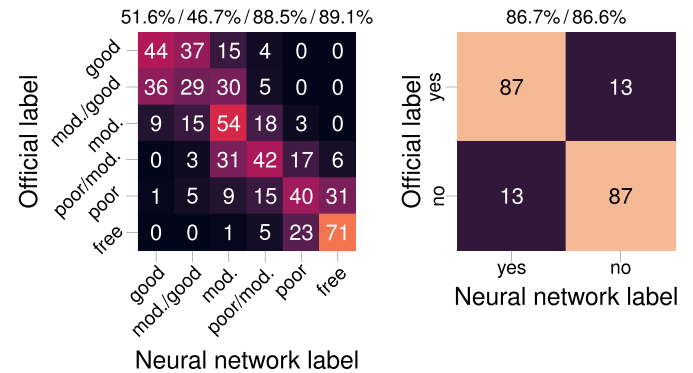 51.6% / 46.7% / 88.5% / 89.1%
Official label
good 44 37 15 4 0 0
mod./good 36 29 30 5 0 0
mod. 9 15 54 18 3 0
poor/mod. 0 3 31 42 17 6
poor 1 5 9 15 40 31
free 0 0 1 5 23 71
good mod./good mod. poor/mod. poor free
Neural network label
86.7% / 86.6%
Official label
yes 87 13
no 13 87
yes no
Neural network label